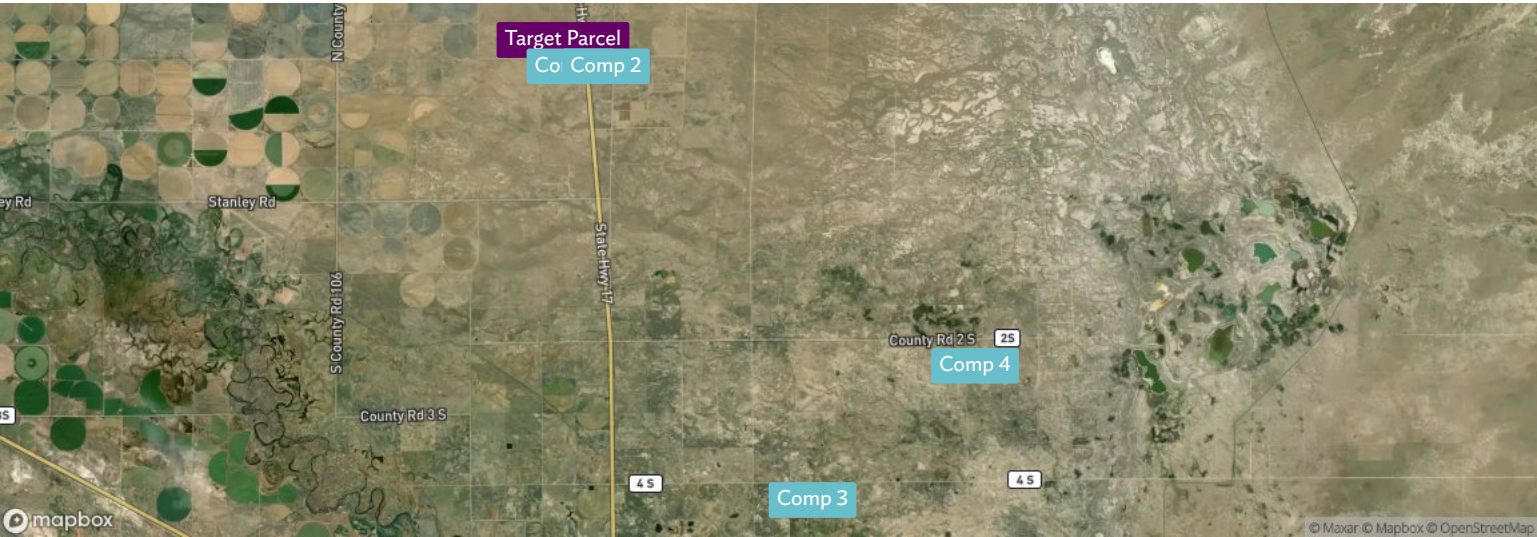 N County
Hw
Target Parcel
Co Comp 2
ey Rd
Stanley Rd
State Hwy 17
S County Rd 106
County Rd 2 S
2S
Comp 4
County Rd 3 S
4 S
4 S
Comp 3
mapbox
© Maxar © Mapbox © OpenStreetMap